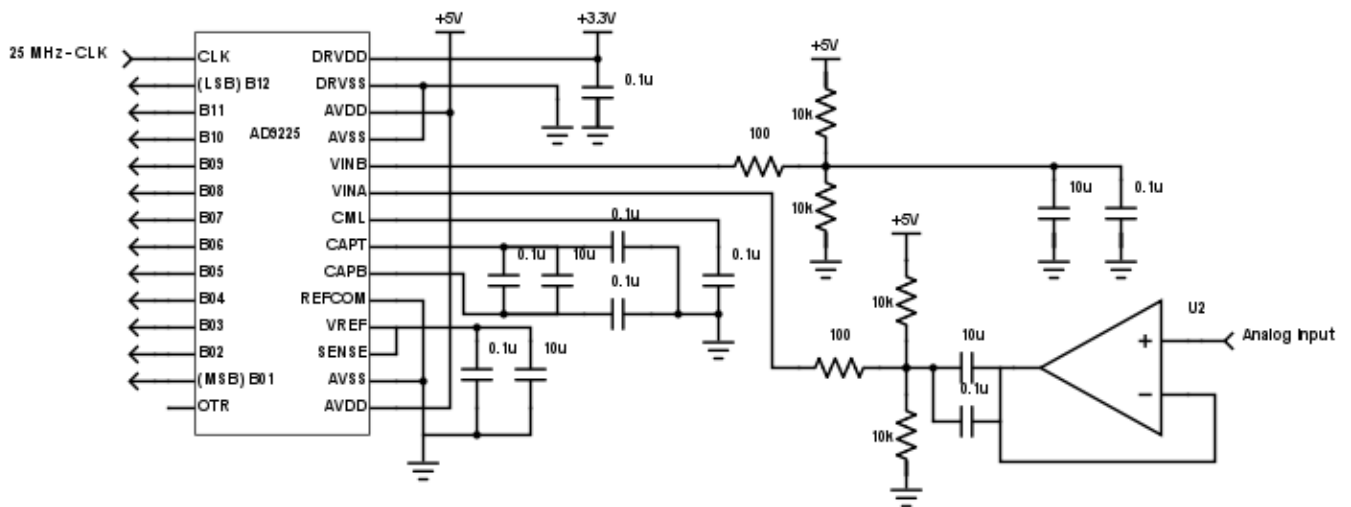 +5V
+3.3V
25 MHz-CLK
CLK
DRVDD
+5V
(LSB) B12
DRVSS
0.1u
B11
AVDD
10k
B10
AD9225
AVSS
100
B09
VINB
B08
VINA
10u
0.1u
B07
CML
10k
0.1u
+5V
B06
CAPT
0.1u
10u
0.1u
B05
CAPB
0.1u
B04
REFCOM
10k
U2
B03
VREF
100
10u
+
Analog Input
B02
SENSE
0.1u
10u
(MSB) B01
AVSS
0.1u
−
OTR
AVDD
10k